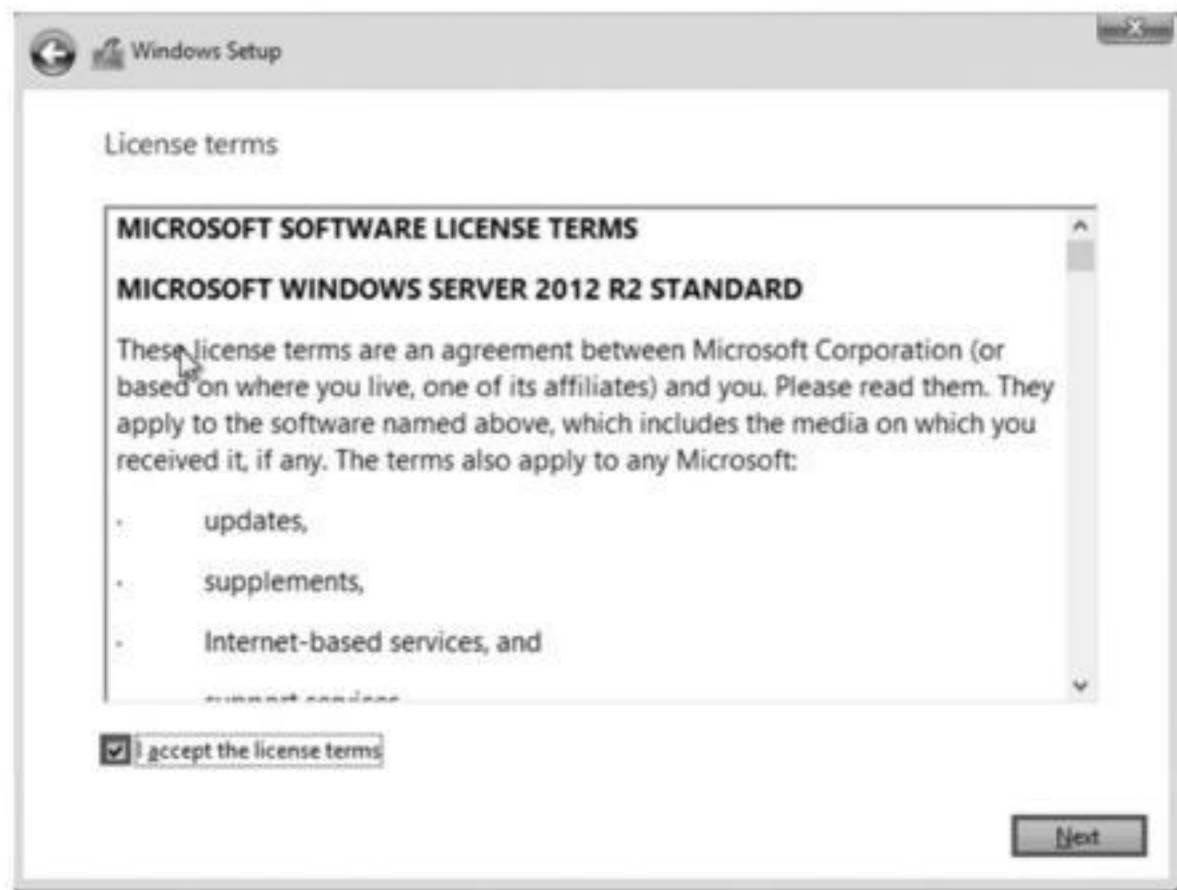 Windows Setup
License terms
MICROSOFT SOFTWARE LICENSE TERMS
MICROSOFT WINDOWS SERVER 2012 R2 STANDARD
These license terms are an agreement between Microsoft Corporation (or
based on where you live, one of its affiliates) and you. Please read them. They
apply to the software named above, which includes the media on which you
received it, if any. The terms also apply to any Microsoft:
· updates,
· supplements,
· Internet-based services, and
support services
I accept the license terms
Next